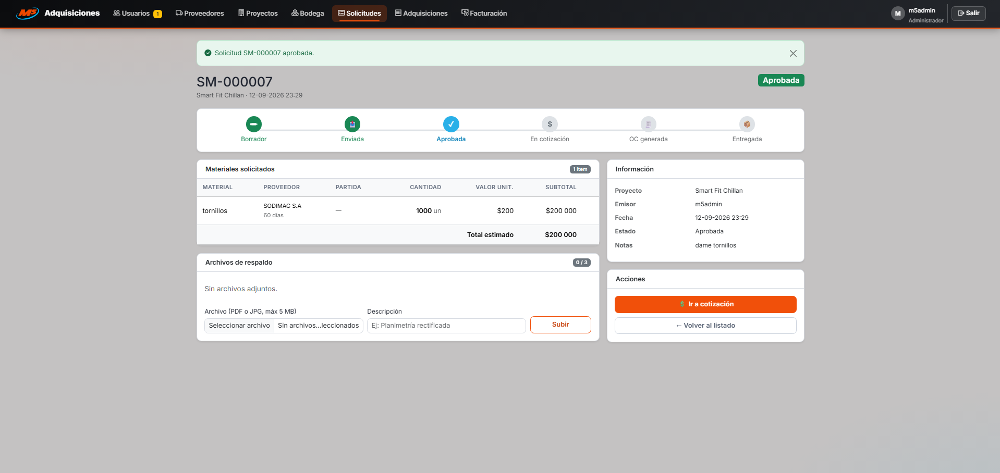 M5 Adquisiciones Usuarios 1 Proveedores Proyectos Bodega Solicitudes Adquisiciones Facturación M m5admin Administrador Salir
Solicitud SM-000007 aprobada.
SM-000007 Aprobada
Smart Fit Chillan · 12-09-2026 23:29
$
Borrador Enviada Aprobada En cotización OC generada Entregada
Materiales solicitados 1 ítem
MATERIAL PROVEEDOR PARTIDA CANTIDAD VALOR UNIT. SUBTOTAL
tornillos SODIMAC S.A — 1000 un $200 $200 000
60 días
Total estimado $200 000
Archivos de respaldo 0 / 3
Sin archivos adjuntos.
Archivo (PDF o JPG, máx 5 MB) Descripción
Seleccionar archivo Sin archivos...leccionados Ej: Planimetría rectificada Subir
Información
Proyecto Smart Fit Chillan
Emisor m5admin
Fecha 12-09-2026 23:29
Estado Aprobada
Notas dame tornillos
Acciones
$ Ir a cotización
← Volver al listado